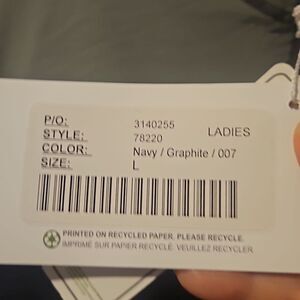 P/O: 3140255
STYLE: 78220 LADIES
COLOR: Navy / Graphite / 007
SIZE: L
PRINTED ON RECYCLED PAPER. PLEASE RECYCLE.
IMPRIMÉ SUR PAPIER RECYCLÉ. VEUILLEZ RECYCLER